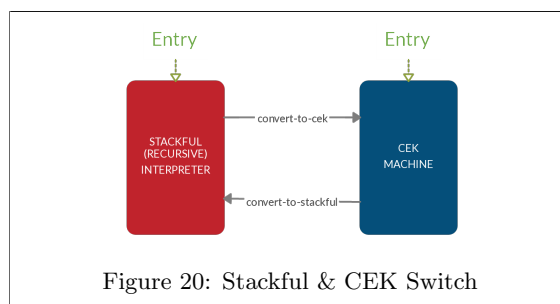 Entry
Entry
STACKFUL
(RECURSIVE)
INTERPRETER
convert-to-cek
CEK
MACHINE
convert-to-stackful
Figure 20: Stackful & CEK Switch